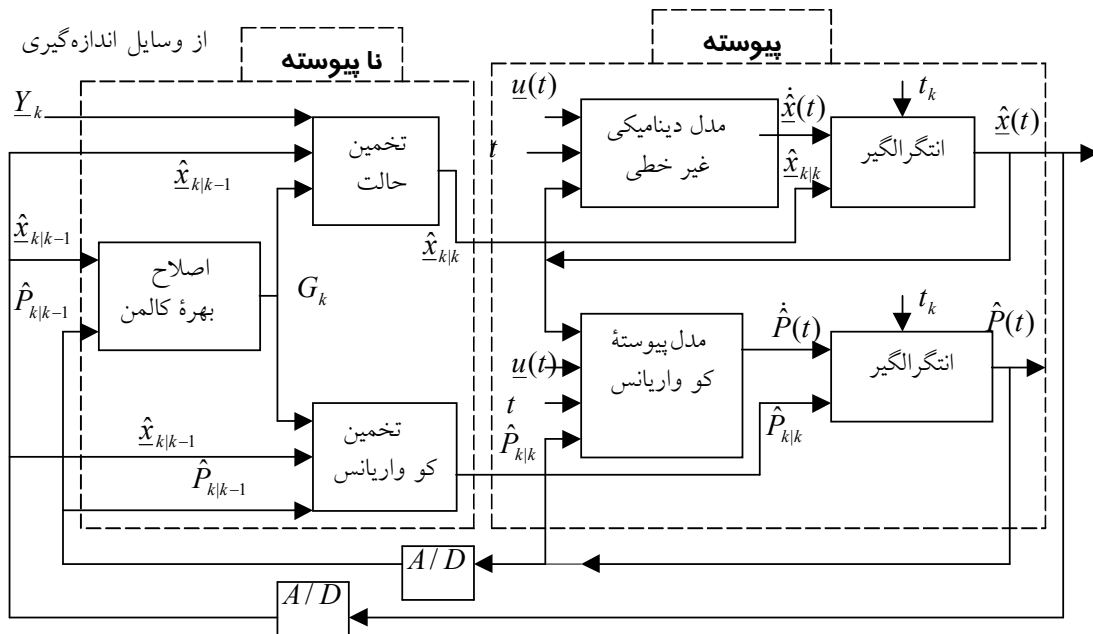 از وسایل اندازه‌گیری
نا پیوسته
پیوسته
Y_k
x̂_{k|k-1}
تخمین
حالت
x̂_{k|k}
x̂_{k|k-1}
P̂_{k|k-1}
اصلاح
بهرهٔ کالمن
G_k
x̂_{k|k-1}
P̂_{k|k-1}
تخمین
کو واریانس
u(t)
t
مدل دینامیکی
غیر خطی
ẋ̂(t)
x̂_{k|k}
t_k
انتگرالگیر
x̂(t)
u(t)
t
P̂_{k|k}
مدل پیوستهٔ
کو واریانس
Ṗ̂(t)
P̂_{k|k}
t_k
انتگرالگیر
P̂(t)
A/D
A/D